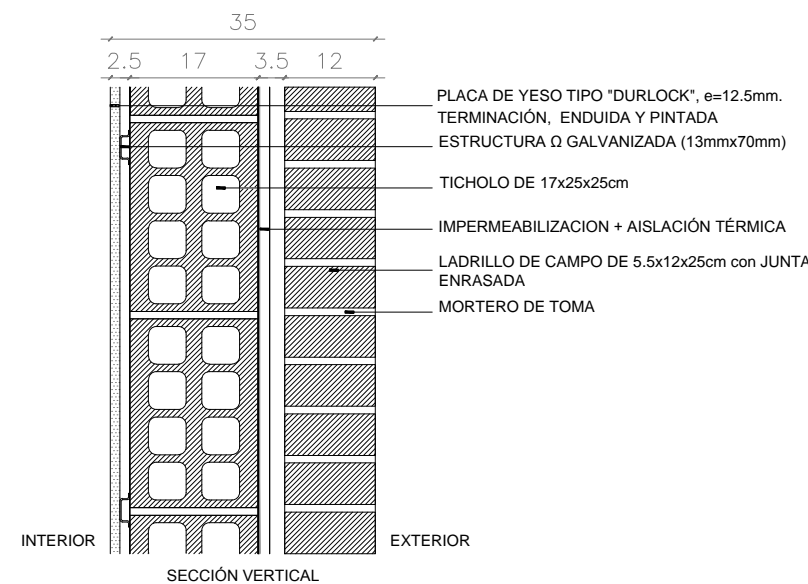 35
2.5 17 3.5 12
PLACA DE YESO TIPO "DURLOCK", e=12.5mm.
TERMINACIÓN, ENDUIDA Y PINTADA
ESTRUCTURA Ω GALVANIZADA (13mmx70mm)
TICHOLO DE 17x25x25cm
IMPERMEABILIZACION + AISLACIÓN TÉRMICA
LADRILLO DE CAMPO DE 5.5x12x25cm con JUNTA
ENRASADA
MORTERO DE TOMA
INTERIOR
EXTERIOR
SECCIÓN VERTICAL